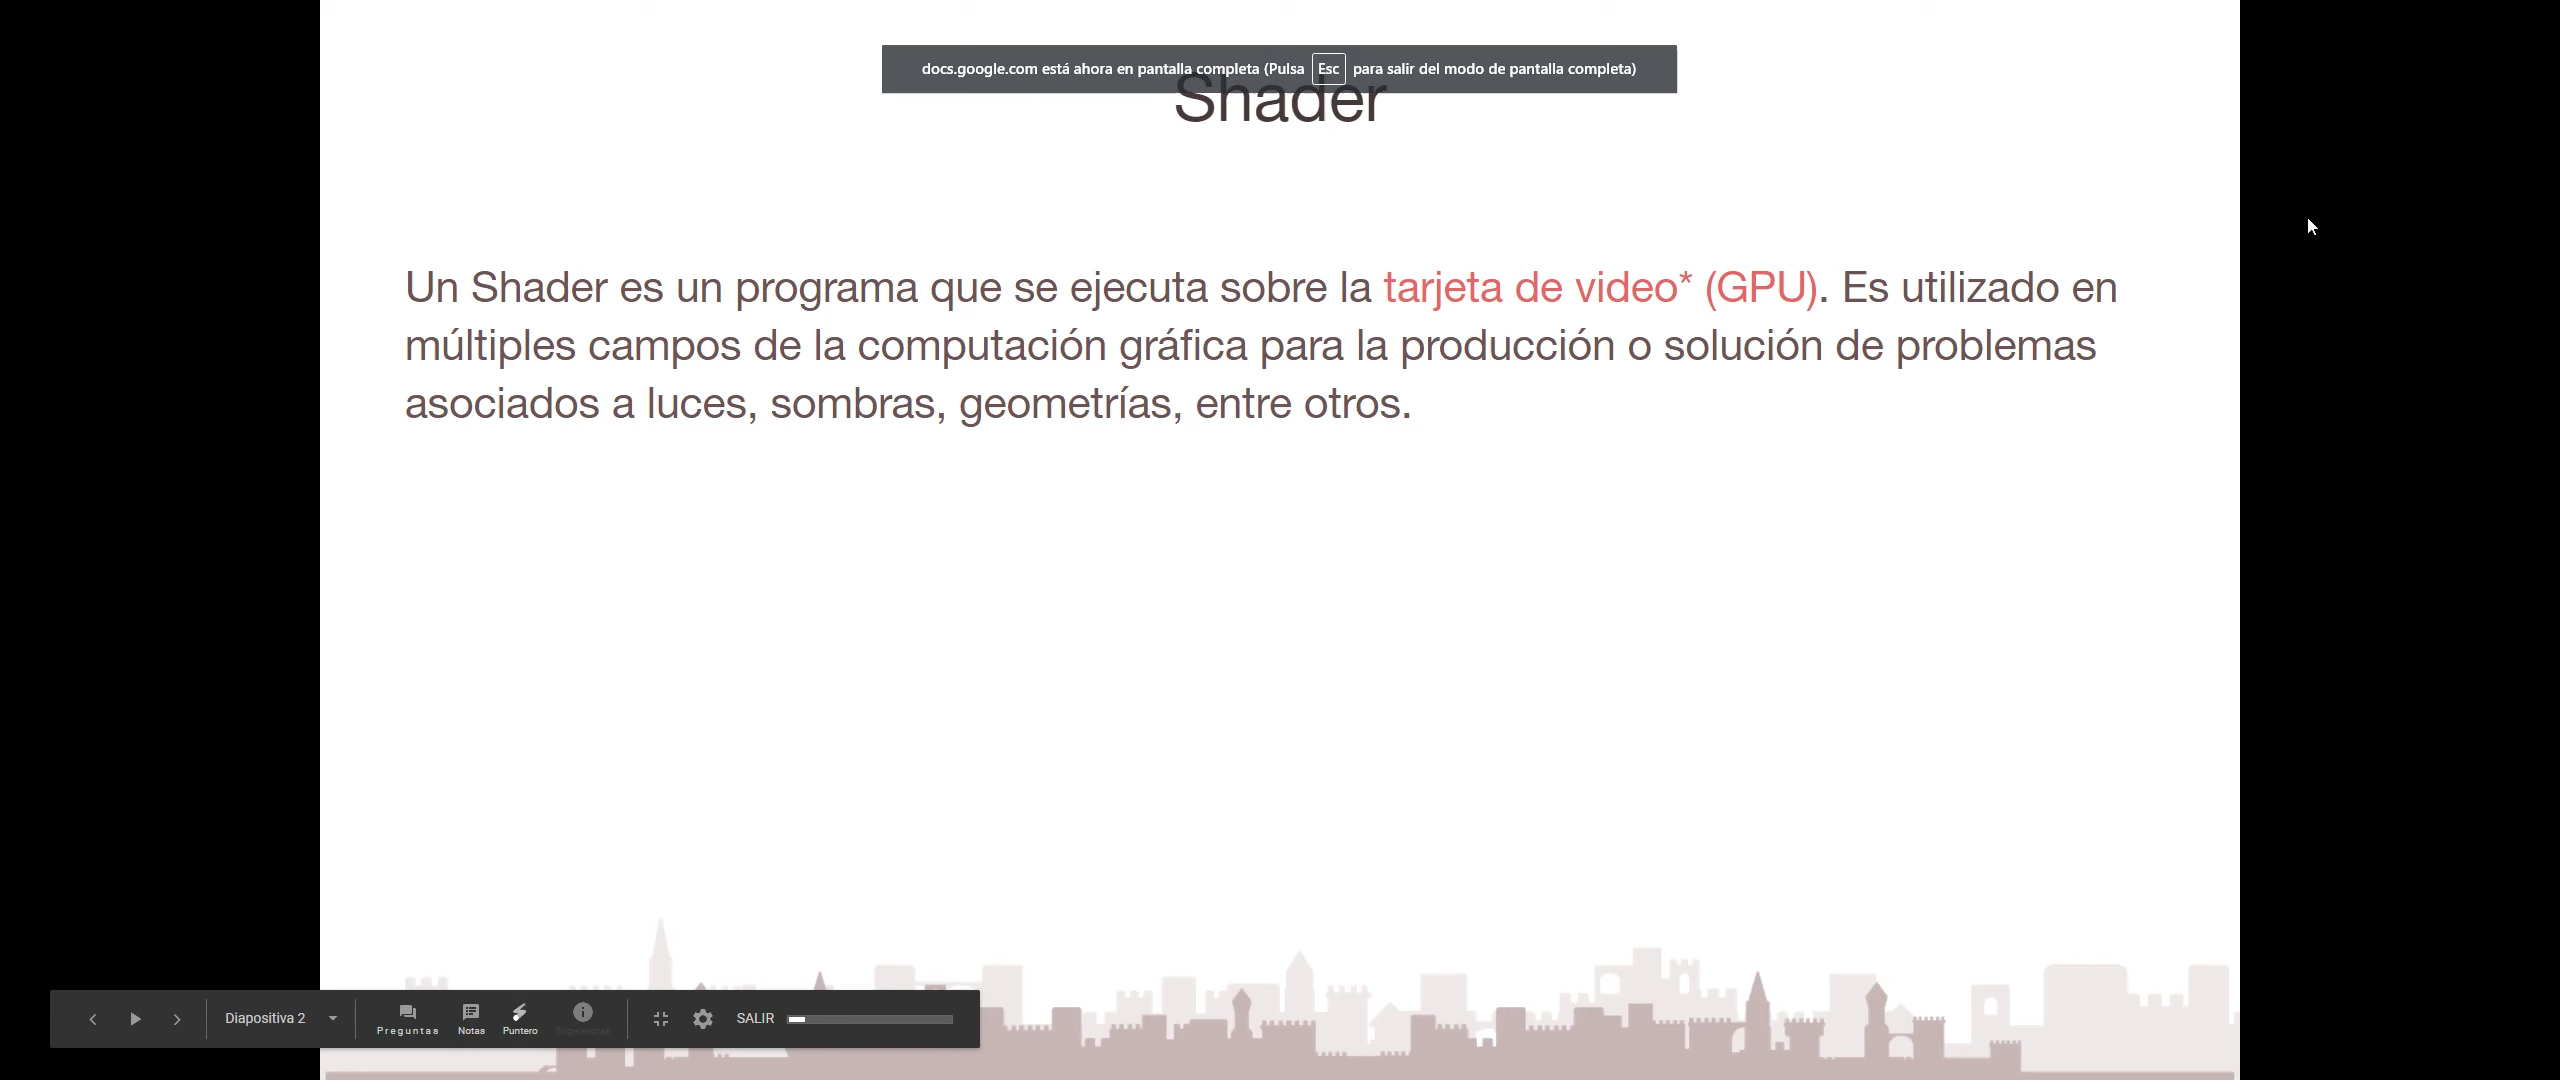 docs.google.com está ahora en pantalla completa (Pulsa Esc para salir del modo de pantalla completa)
Shader
Un Shader es un programa que se ejecuta sobre la tarjeta de video* (GPU). Es utilizado en
múltiples campos de la computación gráfica para la producción o solución de problemas
asociados a luces, sombras, geometrías, entre otros.
Diapositiva 2
Preguntas
Notas
Puntero
SALIR